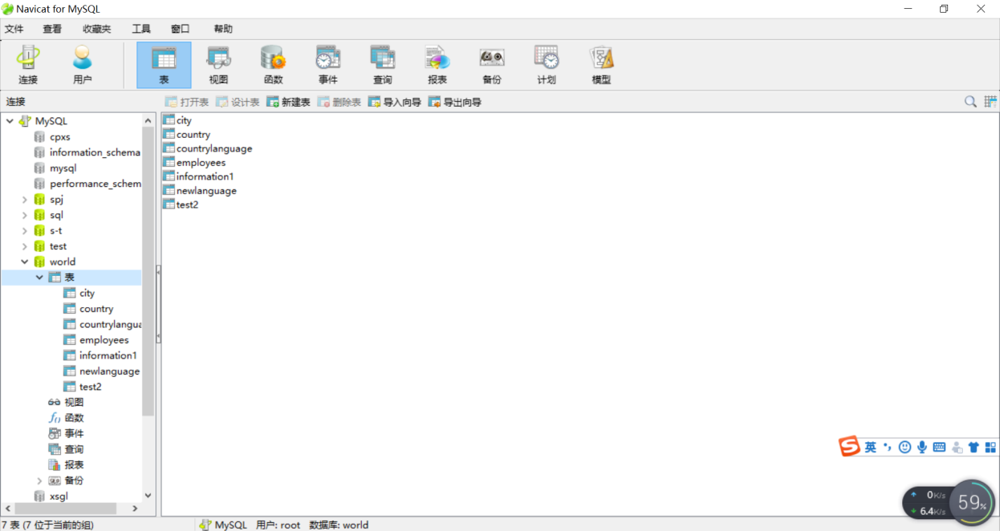 Navicat for MySQL
文件 查看 收藏夹 工具 窗口 帮助
连接 用户 表 视图 函数 事件 查询 报表 备份 计划 模型
连接 打开表 设计表 新建表 删除表 导入向导 导出向导
MySQL
cpxs
information_schema
mysql
performance_schem
spj
sql
s-t
test
world
表
city
country
countrylangua
employees
information1
newlanguage
test2
视图
函数
事件
查询
报表
备份
xsgl
city
country
countrylanguage
employees
information1
newlanguage
test2
英
0K/s
6.4K/s
59%
7 表 (7 位于当前的组) MySQL 用户: root 数据库: world